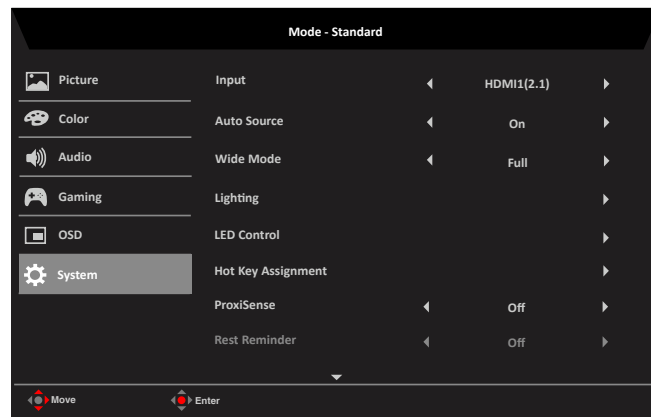 Mode - Standard
Picture
Input
HDMI1(2.1)
Color
Auto Source
On
Audio
Wide Mode
Full
Gaming
Lighting
OSD
LED Control
System
Hot Key Assignment
ProxiSense
Off
Rest Reminder
Off
Move
Enter